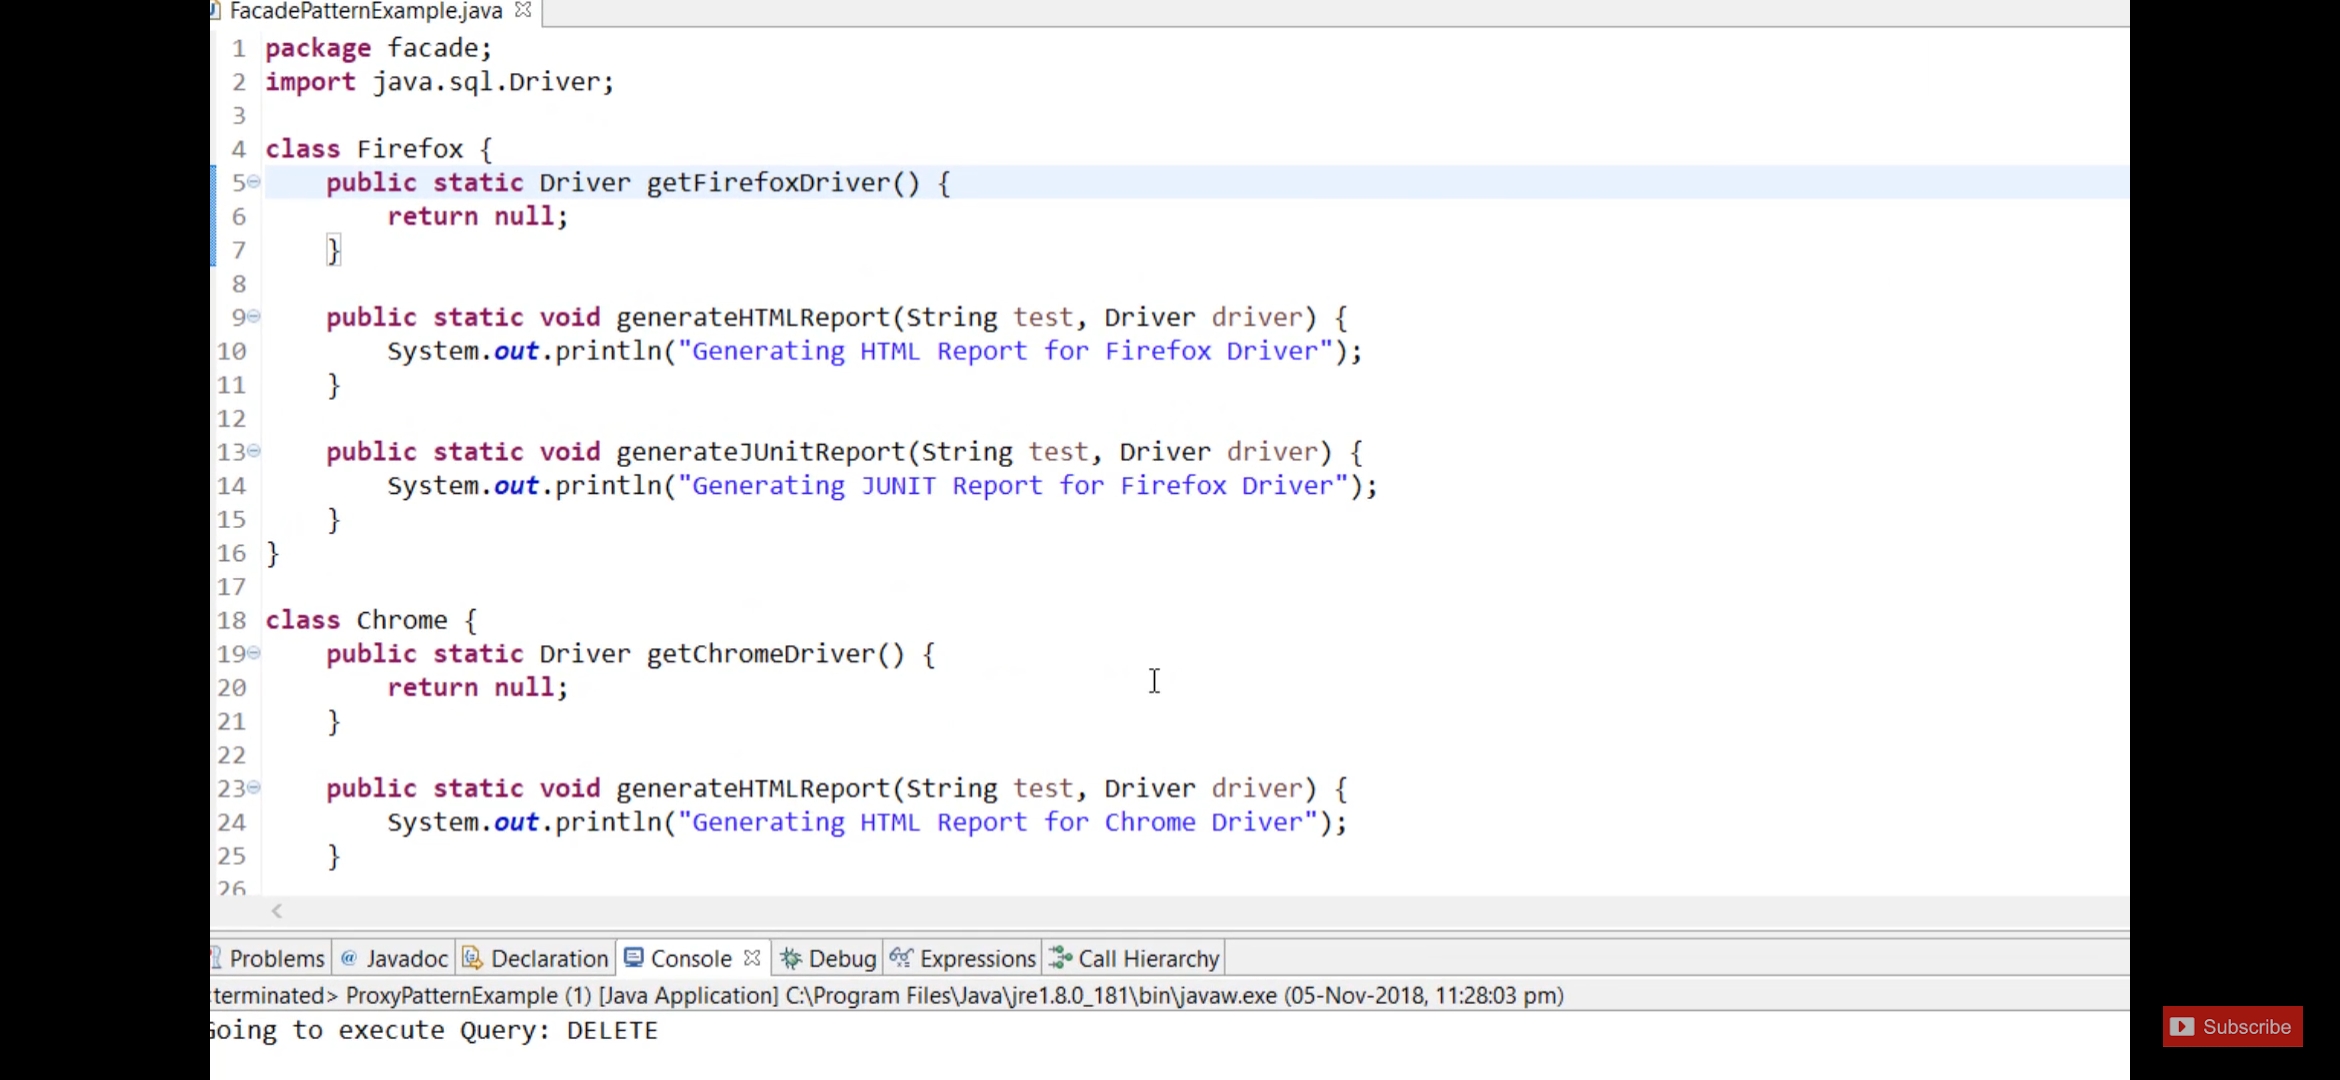 FacadePatternExample.java
1 package facade;
2 import java.sql.Driver;
3
4 class Firefox {
5 public static Driver getFirefoxDriver() {
6 return null;
7 }
8
9 public static void generateHTMLReport(String test, Driver driver) {
10 System.out.println("Generating HTML Report for Firefox Driver");
11 }
12
13 public static void generateJUnitReport(String test, Driver driver) {
14 System.out.println("Generating JUNIT Report for Firefox Driver");
15 }
16 }
17
18 class Chrome {
19 public static Driver getChromeDriver() {
20 return null;
21 }
22
23 public static void generateHTMLReport(String test, Driver driver) {
24 System.out.println("Generating HTML Report for Chrome Driver");
25 }
26
Problems @ Javadoc Declaration Console Debug Expressions Call Hierarchy
terminated> ProxyPatternExample (1) [Java Application] C:\Program Files\Java\jre1.8.0_181\bin\javaw.exe (05-Nov-2018, 11:28:03 pm)
Going to execute Query: DELETE
Subscribe